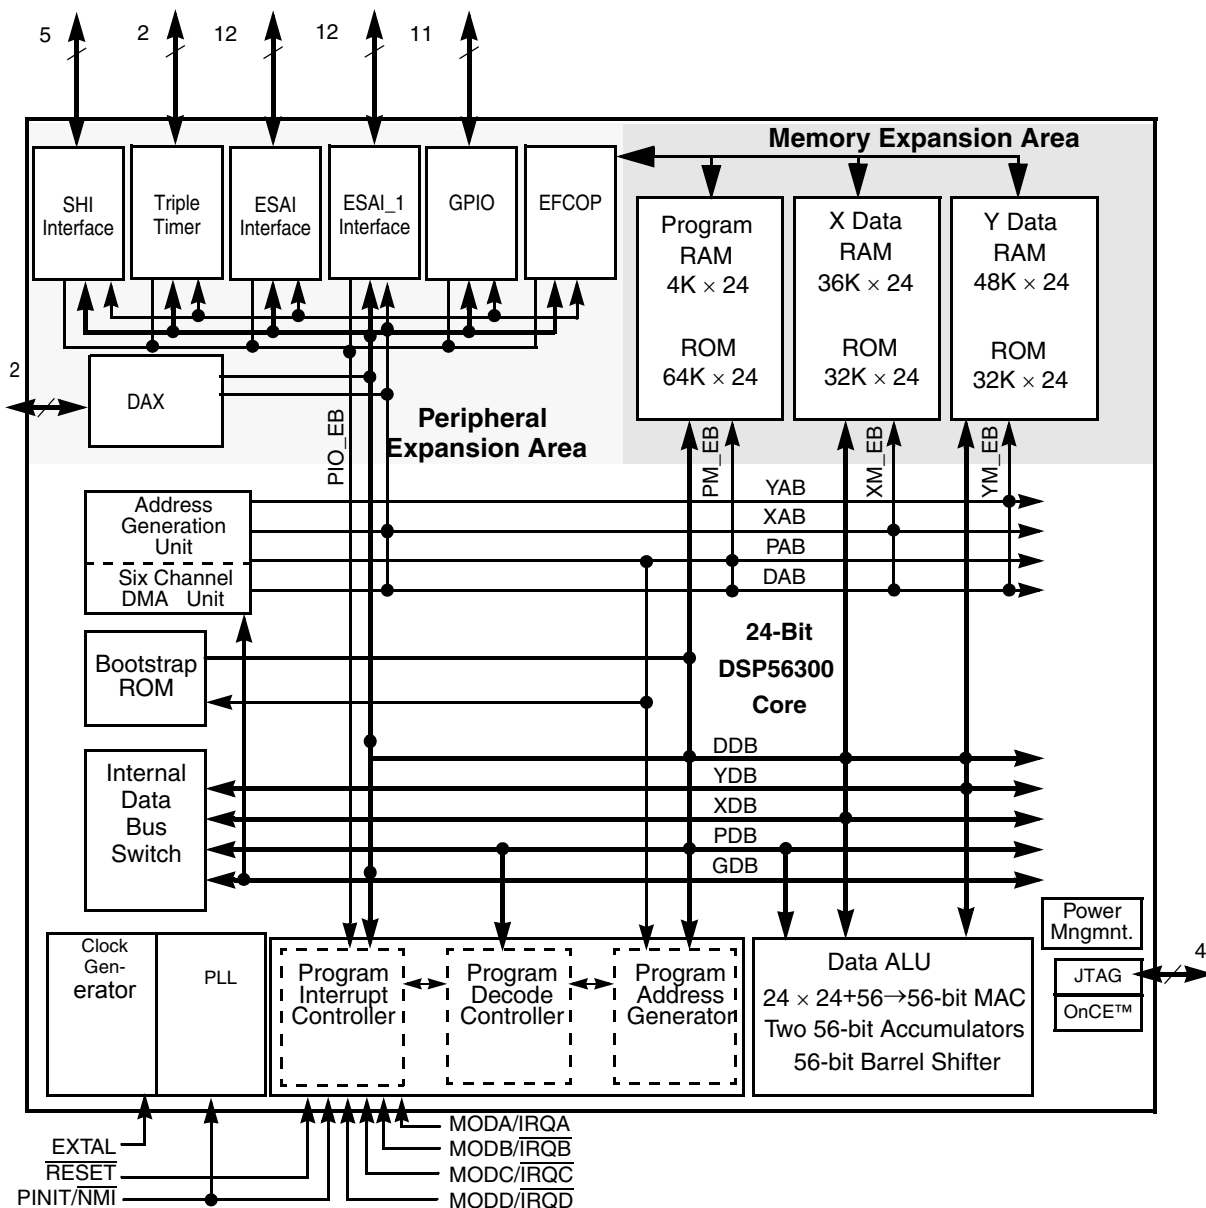 5 2 12 12 11
Memory Expansion Area
SHI
Interface
Triple
Timer
ESAI
Interface
ESAI_1
Interface
GPIO
EFCOP
Program
RAM
4K × 24
ROM
64K × 24
X Data
RAM
36K × 24
ROM
32K × 24
Y Data
RAM
48K × 24
ROM
32K × 24
2
DAX
PIO_EB
Peripheral
Expansion Area
PM_EB
XM_EB
YM_EB
Address
Generation
Unit
Six Channel
DMA Unit
YAB
XAB
PAB
DAB
Bootstrap
ROM
24-Bit
DSP56300
Core
Internal
Data
Bus
Switch
DDB
YDB
XDB
PDB
GDB
Clock
Gen-
erator
PLL
Program
Interrupt
Controller
Program
Decode
Controller
Program
Address
Generator
Data ALU
24 × 24+56→56-bit MAC
Two 56-bit Accumulators
56-bit Barrel Shifter
Power
Mngmnt.
4
JTAG
OnCE™
EXTAL
RESET
PINIT/NMI
MODA/IRQA
MODB/IRQB
MODC/IRQC
MODD/IRQD